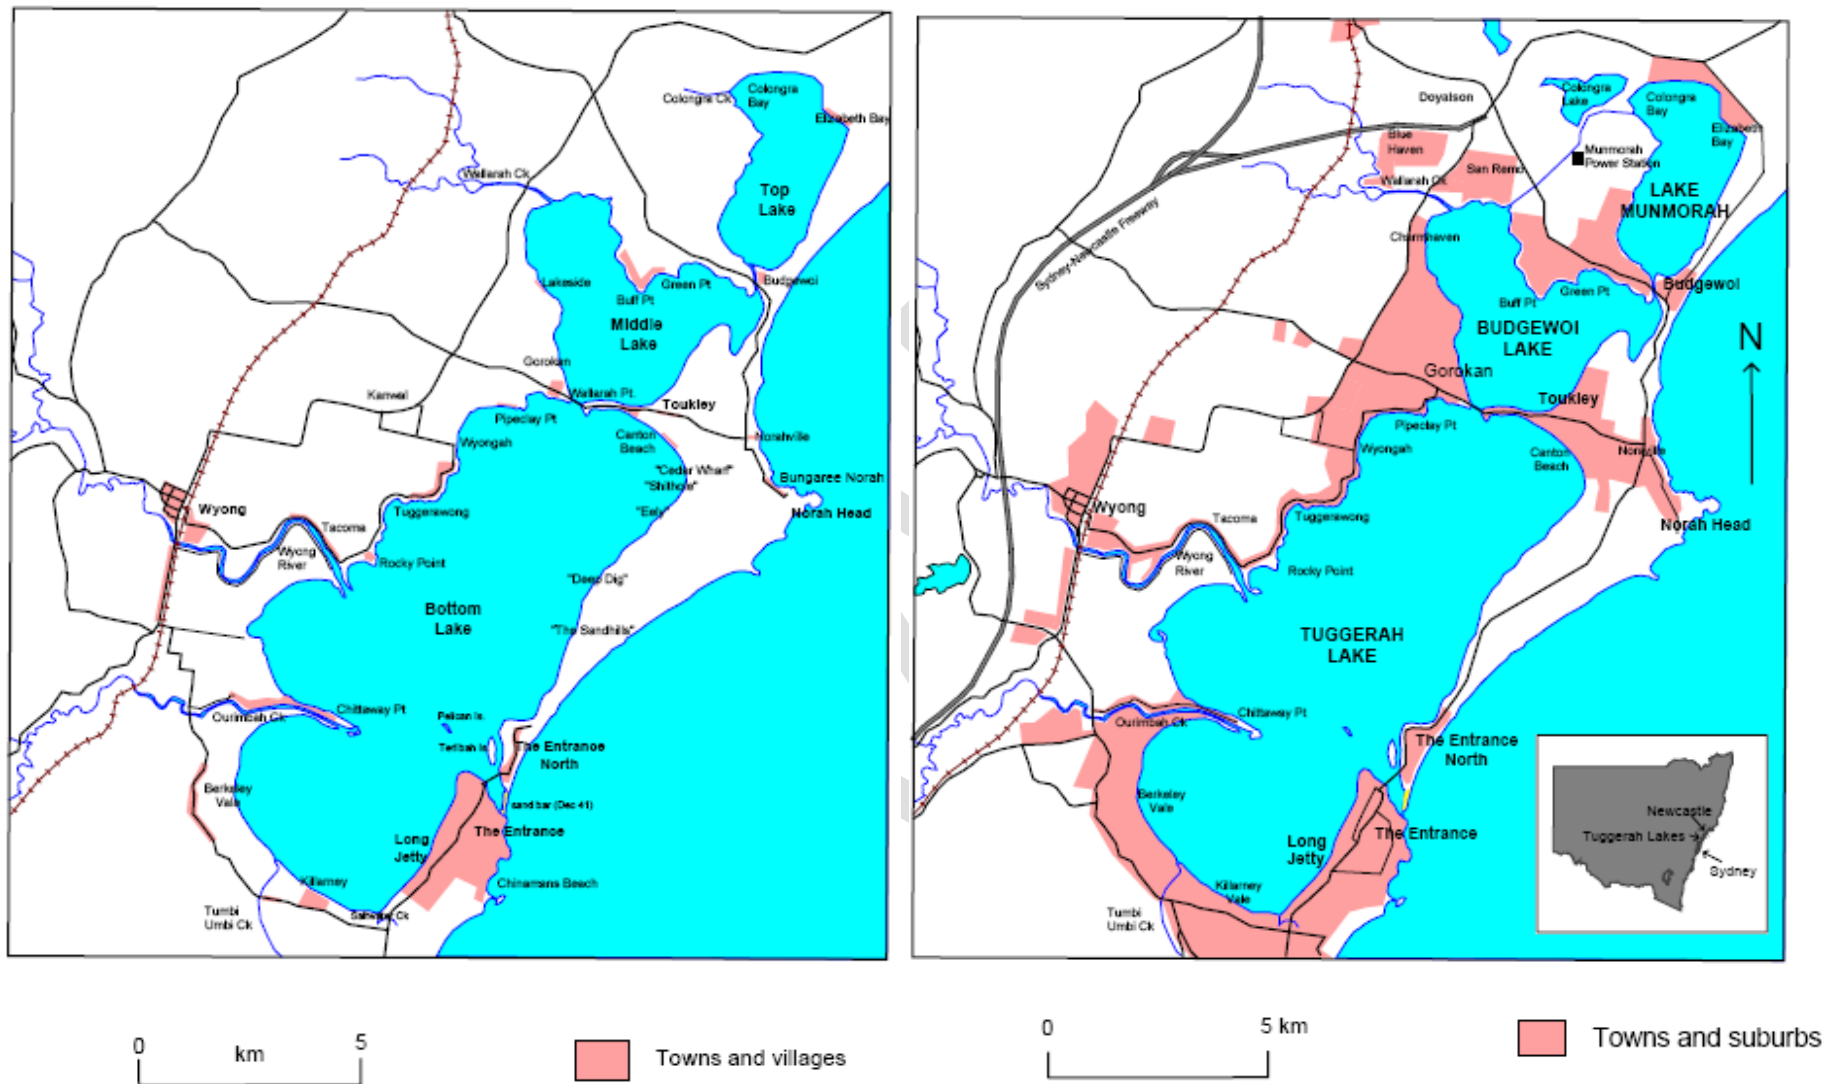 Colongra Ck
Colongra
Bay
Elizabeth Bay
Wallarah Ck
Top
Lake
Lakeside
Buff Pt
Green Pt
Budgewoi
Middle
Lake
Gorokan
Wallarah Pt.
Kanwal
Pipeclay Pt
Toukley
Canton
Beach
Norahville
Wyongah
"Cedar Wharf"
"Shithole"
"Eely"
Bungaree Norah
Norah Head
Wyong
Tuggerawong
Tacoma
Wyong
River
Rocky Point
"Deep Dig"
Bottom
Lake
"The Sandhills"
Ourimbah Ck
Chittaway Pt
Pelican Is.
Terilbah Is
The Entrance
North
Berkeley
Vale
sand bar (Dec 41)
The Entrance
Long
Jetty
Killarney
Chinamans Beach
Saltwater Ck
Tumbi
Umbi Ck
0
km
5
Towns and villages
Doyalson
Colongra
Lake
Colongra
Bay
Elizabeth
Bay
Blue
Haven
Munmorah
Power Station
San Remo
Wallarah Ck
LAKE
MUNMORAH
Sydney-Newcastle Freeway
Charmhaven
Buff Pt
Green Pt
Budgewoi
BUDGEWOI
LAKE
N
Gorokan
Toukley
Pipeclay Pt
Wyongah
Canton
Beach
Norahville
Wyong
Tacoma
Tuggerawong
Norah Head
Wyong
River
Rocky Point
TUGGERAH
LAKE
Ourimbah Ck
Chittaway Pt
The Entrance
North
Berkeley
Vale
The Entrance
Long
Jetty
Killarney
Vale
Tumbi
Umbi Ck
Newcastle
Tuggerah Lakes
Sydney
0
5 km
Towns and suburbs